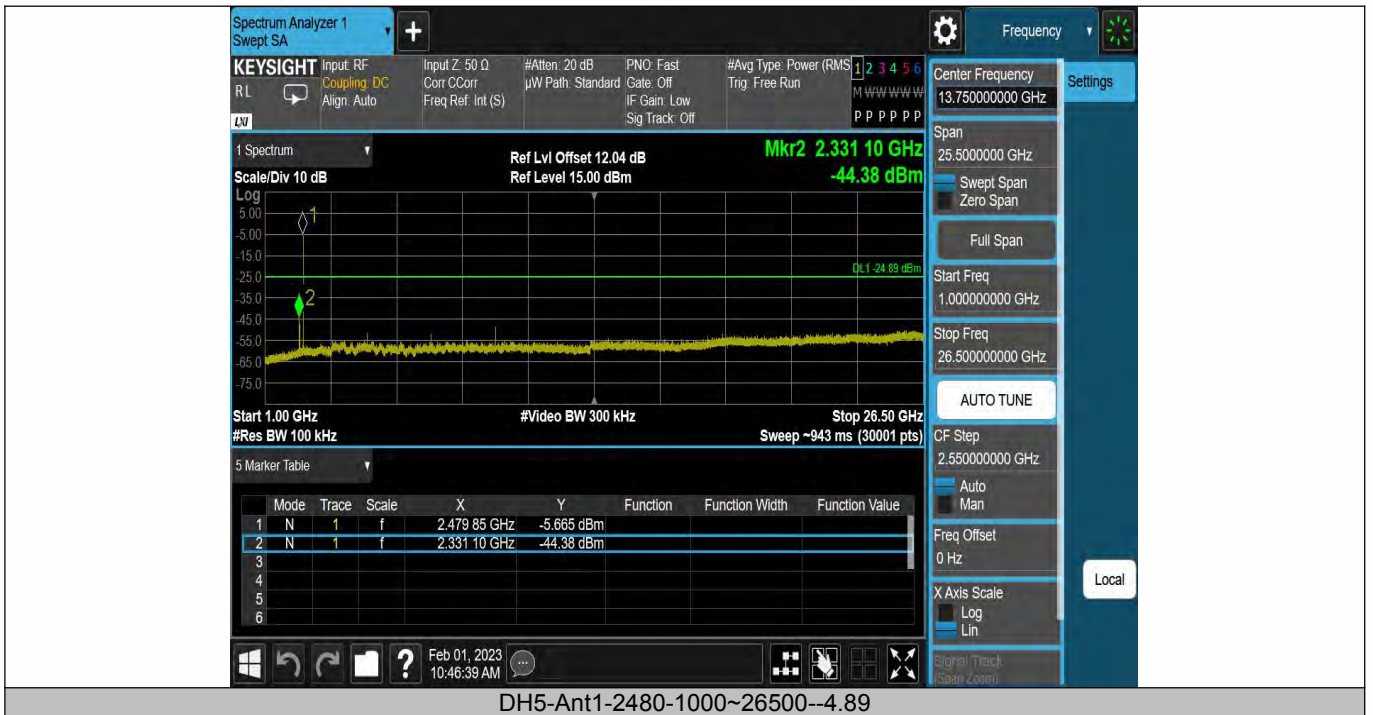 Spectrum Analyzer 1
Swept SA
Frequency
KEYSIGHT
RL
LXI
Input: RF
Coupling: DC
Align: Auto
Input Z: 50 Ω
Corr CCorr
Freq Ref: Int (S)
#Atten: 20 dB
µW Path: Standard
PNO: Fast
Gate: Off
IF Gain: Low
Sig Track: Off
#Avg Type: Power (RMS
Trig: Free Run
1 2 3 4 5 6
M W W W W W
P P P P P P
1 Spectrum
Scale/Div 10 dB
Ref Lvl Offset 12.04 dB
Ref Level 15.00 dBm
Mkr2 2.331 10 GHz
-44.38 dBm
Log
5.00
-5.00
-15.0
-25.0
-35.0
-45.0
-55.0
-65.0
-75.0
1
2
DL1 -24.89 dBm
Start 1.00 GHz
#Video BW 300 kHz
Stop 26.50 GHz
#Res BW 100 kHz
Sweep ~943 ms (30001 pts)
5 Marker Table
Mode Trace Scale X Y Function Function Width Function Value
1 N 1 f 2.479 85 GHz -5.665 dBm
2 N 1 f 2.331 10 GHz -44.38 dBm
3
4
5
6
Feb 01, 2023
10:46:39 AM
Center Frequency
13.750000000 GHz
Settings
Span
25.5000000 GHz
Swept Span
Zero Span
Full Span
Start Freq
1.000000000 GHz
Stop Freq
26.500000000 GHz
AUTO TUNE
CF Step
2.550000000 GHz
Auto
Man
Freq Offset
0 Hz
Local
X Axis Scale
Log
Lin
Signal Track
(Span Zoom)
DH5-Ant1-2480-1000~26500--4.89